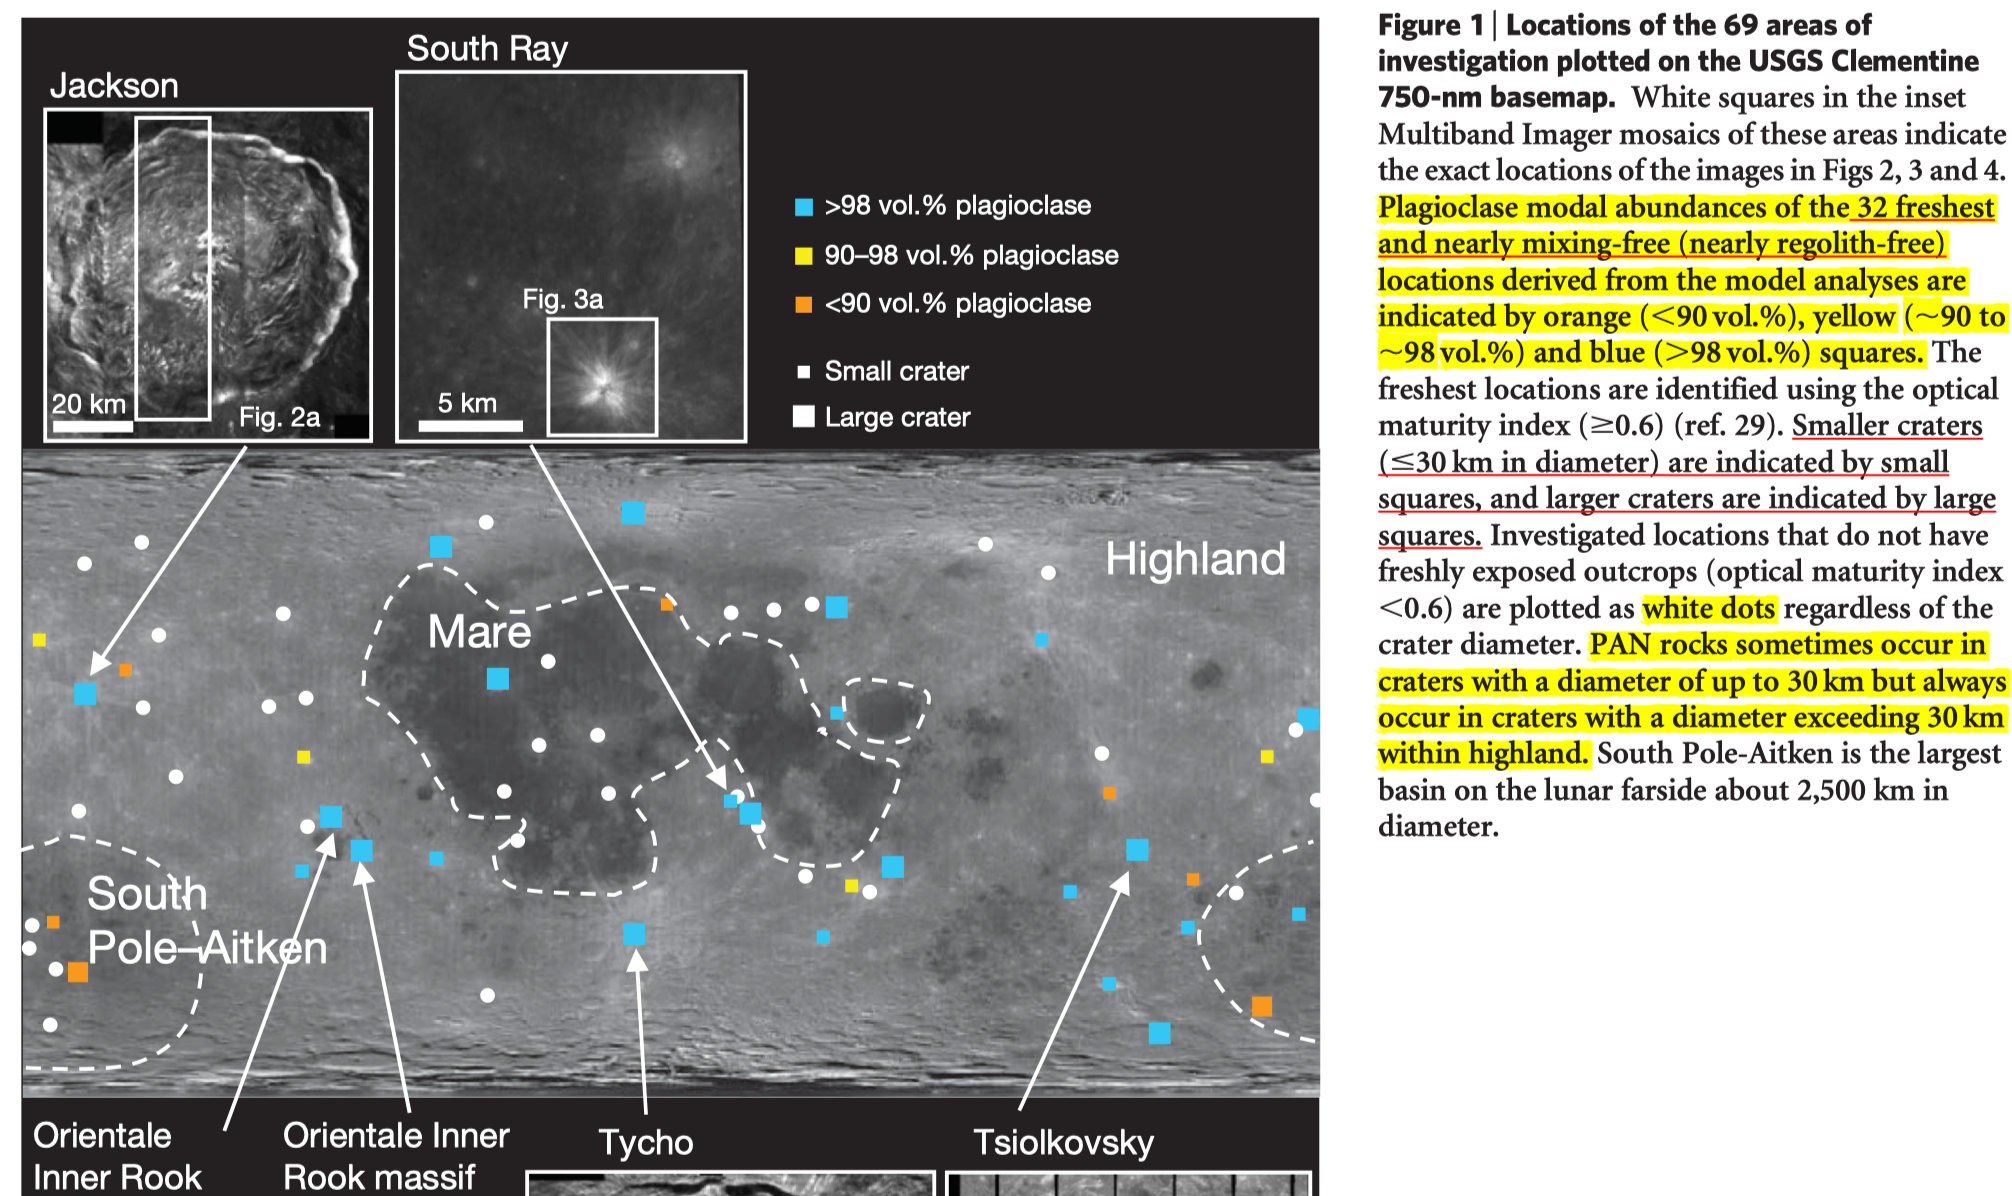 South Ray
Jackson
Fig. 3a
20 km
Fig. 2a
5 km
>98 vol.% plagioclase
90–98 vol.% plagioclase
<90 vol.% plagioclase
Small crater
Large crater
Highland
Mare
South
Pole–Aitken
Orientale
Inner Rook
Orientale Inner
Rook massif
Tycho
Tsiolkovsky
Figure 1 | Locations of the 69 areas of
investigation plotted on the USGS Clementine
750-nm basemap. White squares in the inset
Multiband Imager mosaics of these areas indicate
the exact locations of the images in Figs 2, 3 and 4.
Plagioclase modal abundances of the 32 freshest
and nearly mixing-free (nearly regolith-free)
locations derived from the model analyses are
indicated by orange (<90 vol.%), yellow (~90 to
~98 vol.%) and blue (>98 vol.%) squares. The
freshest locations are identified using the optical
maturity index (≥0.6) (ref. 29). Smaller craters
(≤30 km in diameter) are indicated by small
squares, and larger craters are indicated by large
squares. Investigated locations that do not have
freshly exposed outcrops (optical maturity index
<0.6) are plotted as white dots regardless of the
crater diameter. PAN rocks sometimes occur in
craters with a diameter of up to 30 km but always
occur in craters with a diameter exceeding 30 km
within highland. South Pole-Aitken is the largest
basin on the lunar farside about 2,500 km in
diameter.